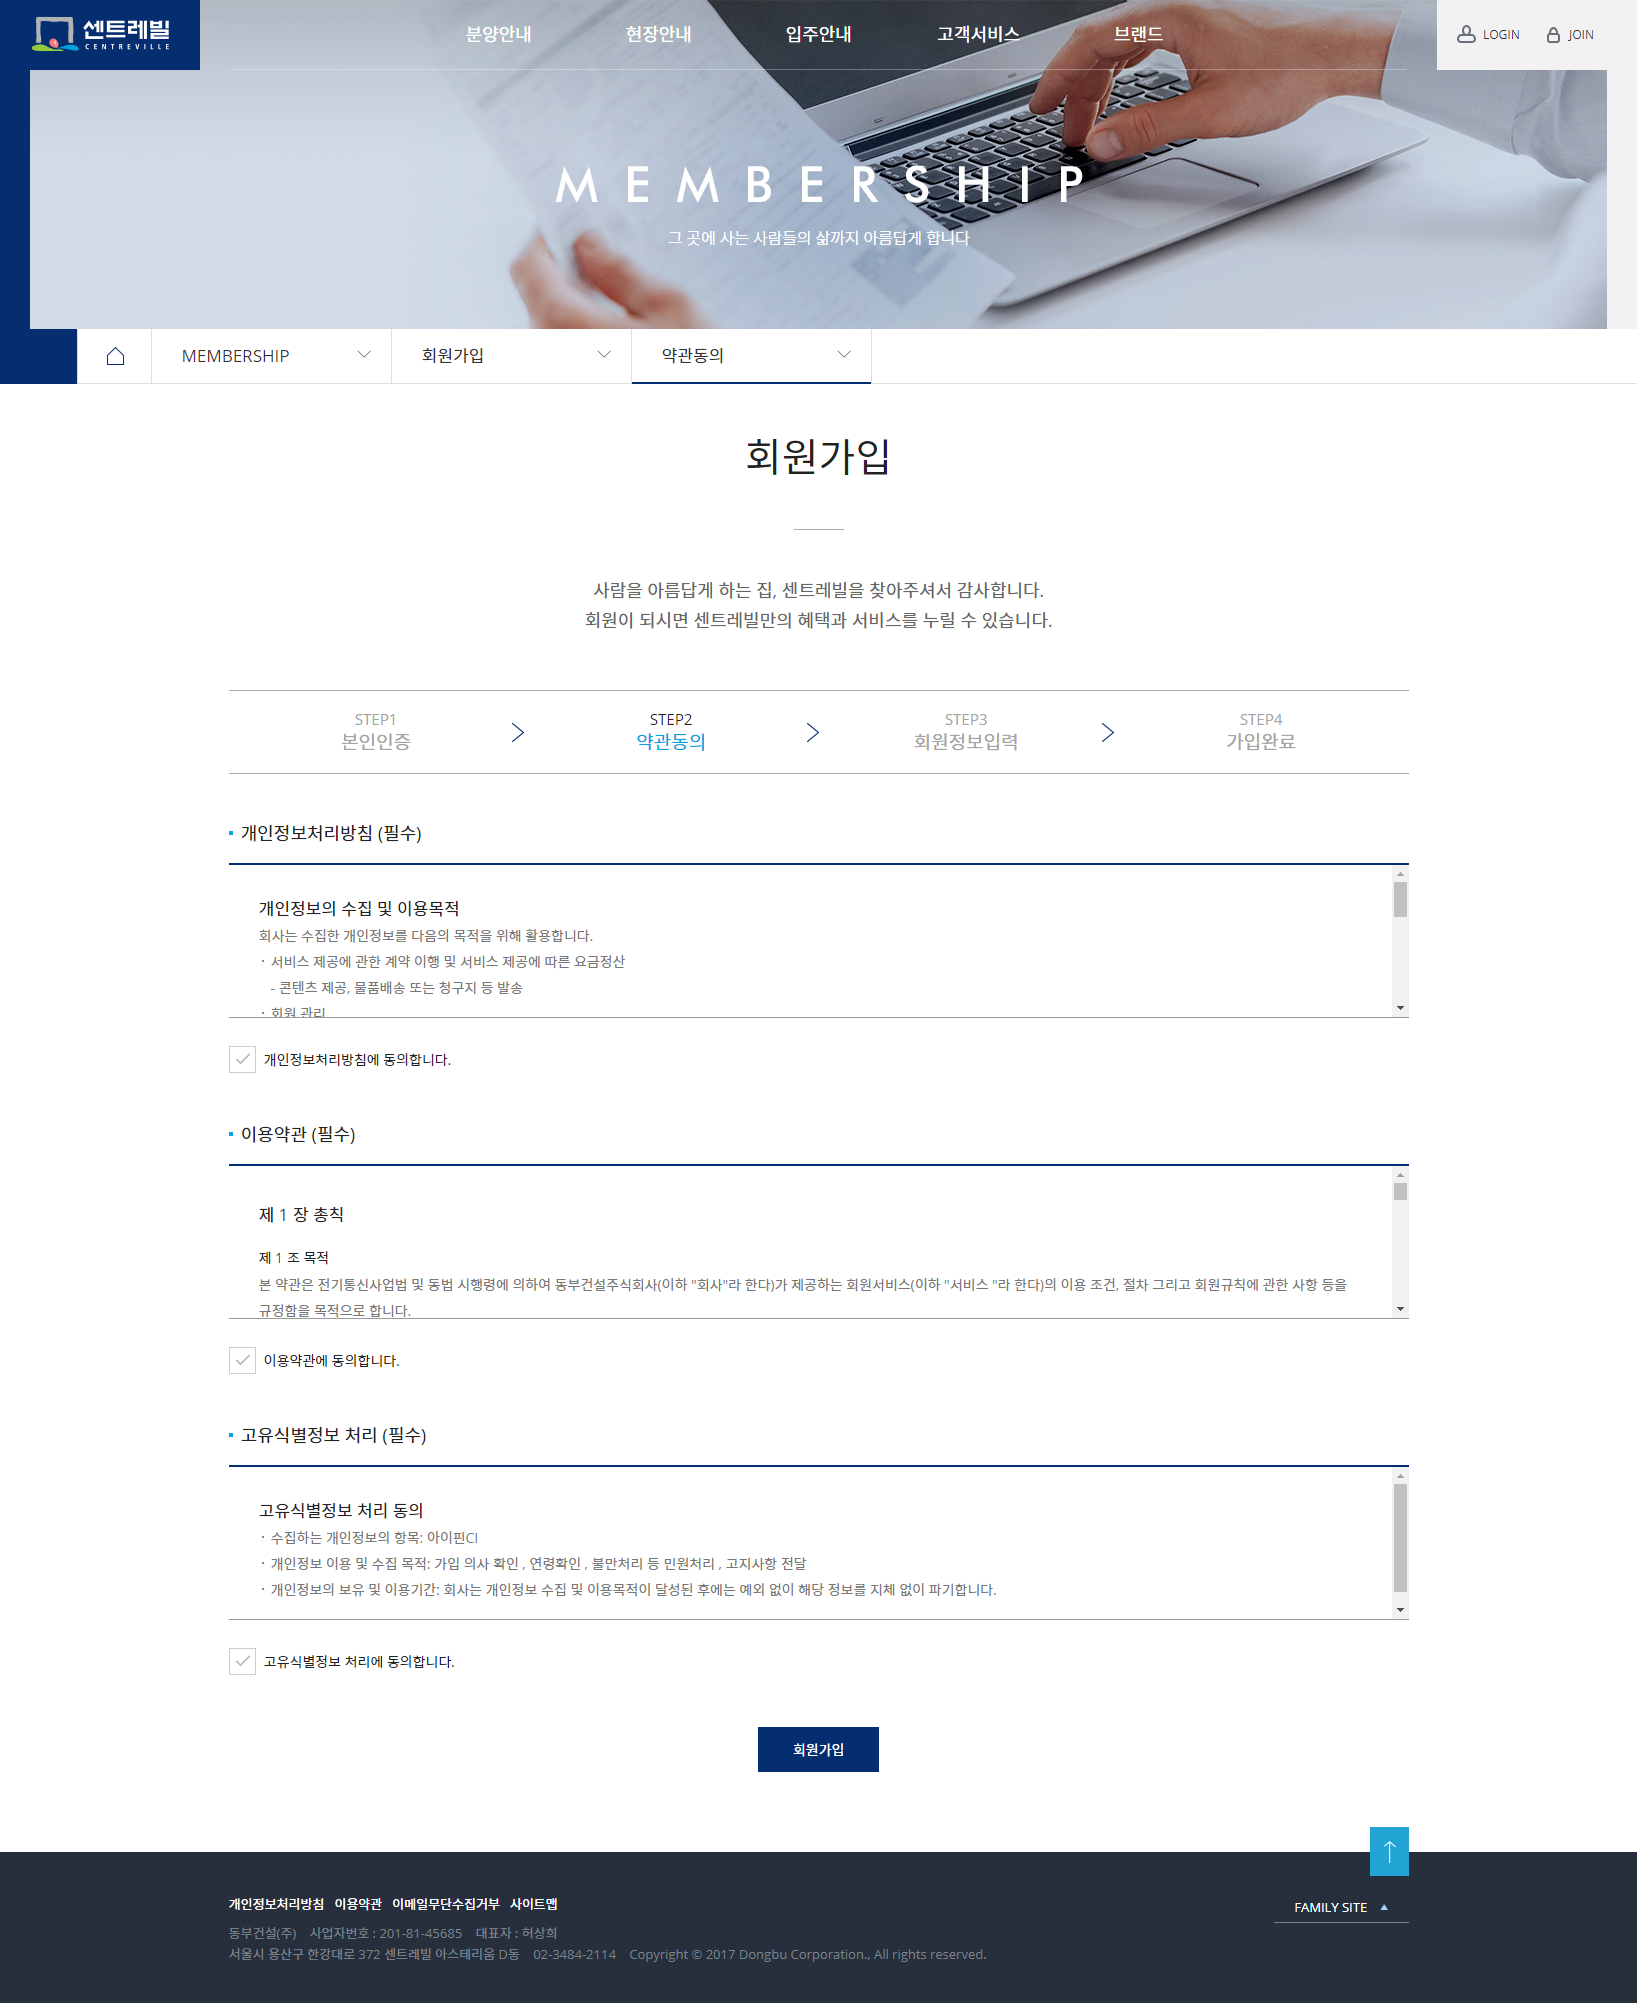 센트레빌
CENTREVILLE
분양안내 현장안내 입주안내 고객서비스 브랜드
LOGIN JOIN
MEMBERSHIP
그 곳에 사는 사람들의 삶까지 아름답게 합니다
MEMBERSHIP 회원가입 약관동의
회원가입
사람을 아름답게 하는 집, 센트레빌을 찾아주셔서 감사합니다.
회원이 되시면 센트레빌만의 혜택과 서비스를 누릴 수 있습니다.
STEP1 STEP2 STEP3 STEP4
본인인증 약관동의 회원정보입력 가입완료
개인정보처리방침 (필수)
개인정보의 수집 및 이용목적
회사는 수집한 개인정보를 다음의 목적을 위해 활용합니다.
· 서비스 제공에 관한 계약 이행 및 서비스 제공에 따른 요금정산
- 콘텐츠 제공, 물품배송 또는 청구지 등 발송
· 회원 관리
개인정보처리방침에 동의합니다.
이용약관 (필수)
제 1 장 총칙
제 1 조 목적
본 약관은 전기통신사업법 및 동법 시행령에 의하여 동부건설주식회사(이하 "회사"라 한다)가 제공하는 회원서비스(이하 "서비스 "라 한다)의 이용 조건, 절차 그리고 회원규칙에 관한 사항 등을
규정함을 목적으로 합니다.
이용약관에 동의합니다.
고유식별정보 처리 (필수)
고유식별정보 처리 동의
· 수집하는 개인정보의 항목: 아이핀CI
· 개인정보 이용 및 수집 목적: 가입 의사 확인 , 연령확인 , 불만처리 등 민원처리 , 고지사항 전달
· 개인정보의 보유 및 이용기간: 회사는 개인정보 수집 및 이용목적이 달성된 후에는 예외 없이 해당 정보를 지체 없이 파기합니다.
고유식별정보 처리에 동의합니다.
회원가입
개인정보처리방침 이용약관 이메일무단수집거부 사이트맵
FAMILY SITE
동부건설(주) 사업자번호 : 201-81-45685 대표자 : 허상희
서울시 용산구 한강대로 372 센트레빌 아스테리움 D동 02-3484-2114 Copyright © 2017 Dongbu Corporation., All rights reserved.